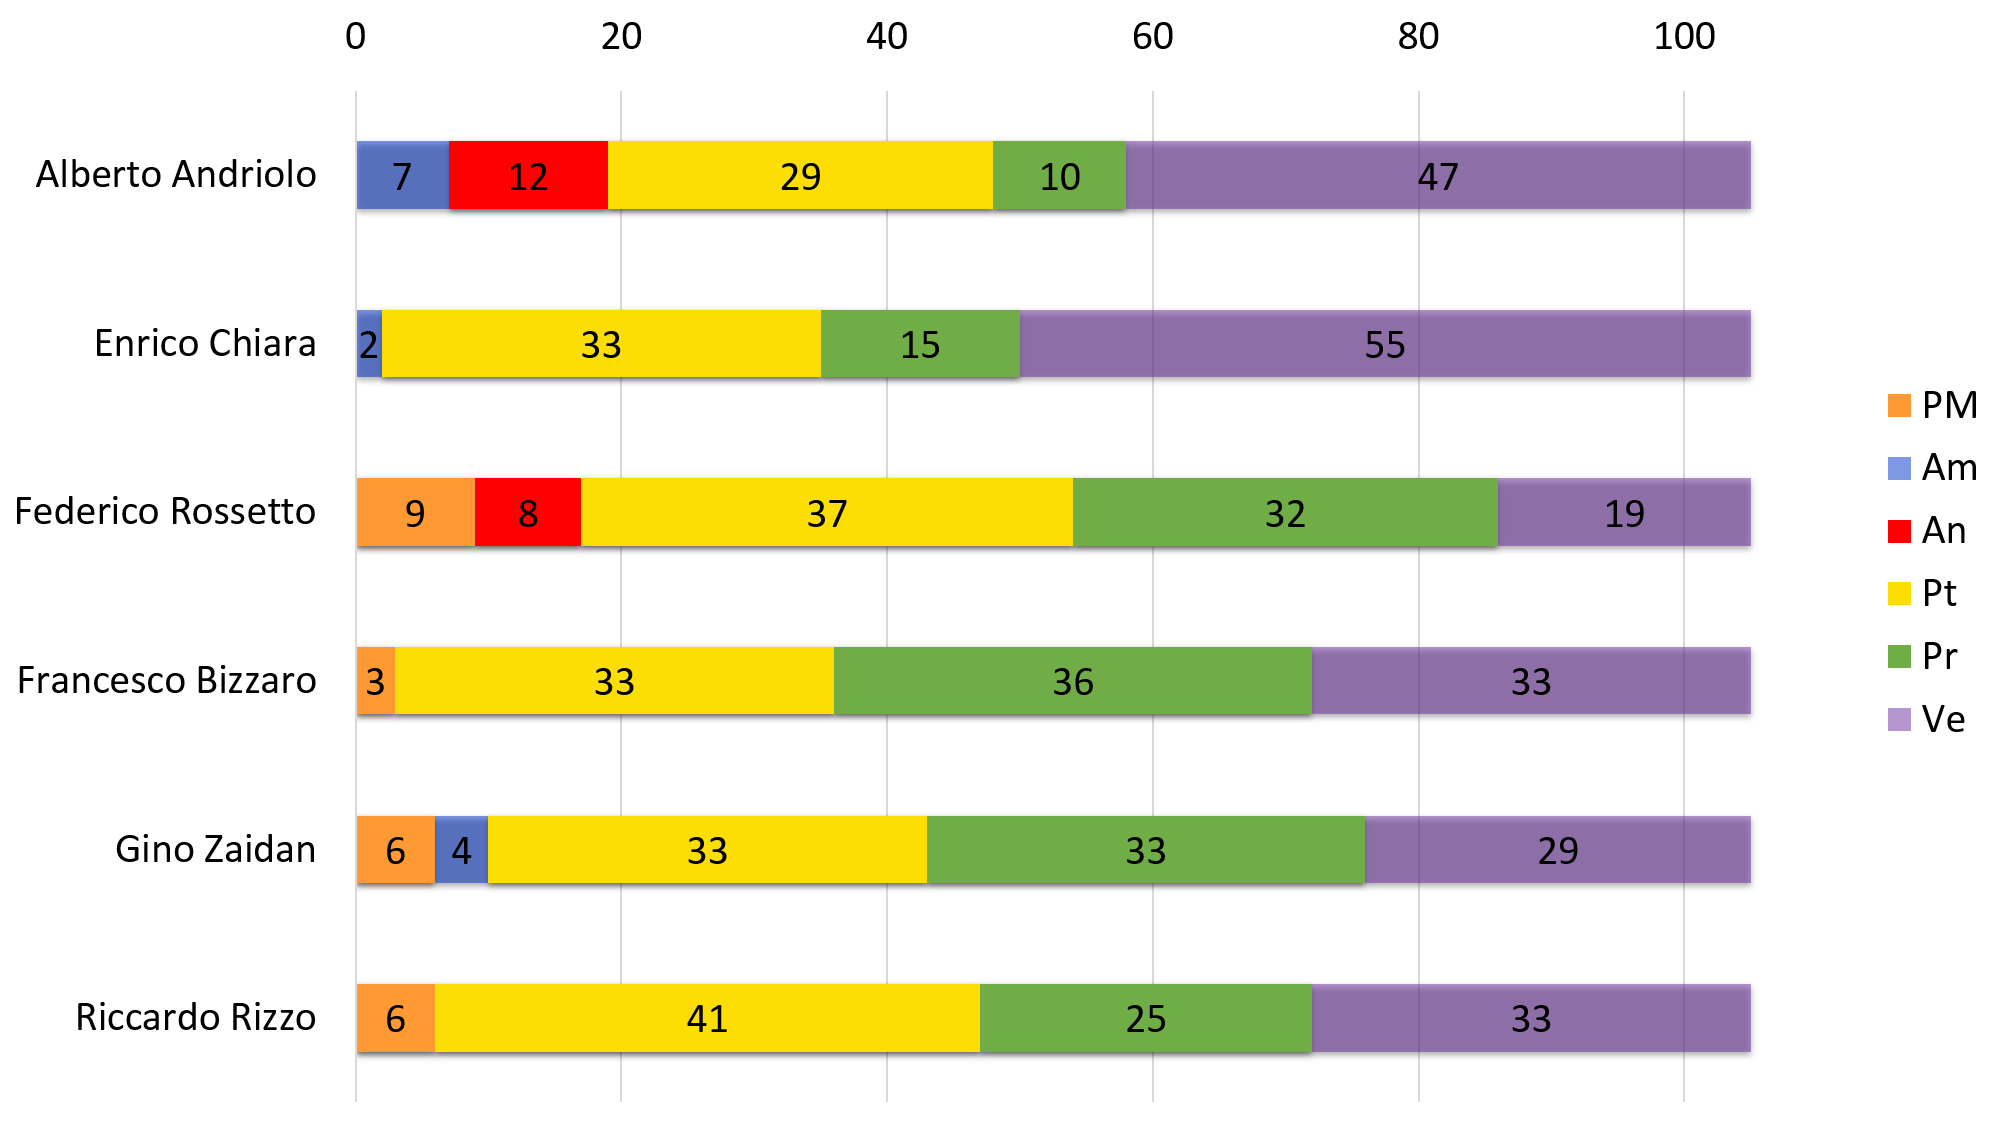 0 20 40 60 80 100
Alberto Andriolo 7 12 29 10 47
Enrico Chiara 2 33 15 55
Federico Rossetto 9 8 37 32 19
Francesco Bizzaro 3 33 36 33
Gino Zaidan 6 4 33 33 29
Riccardo Rizzo 6 41 25 33
PM
Am
An
Pt
Pr
Ve